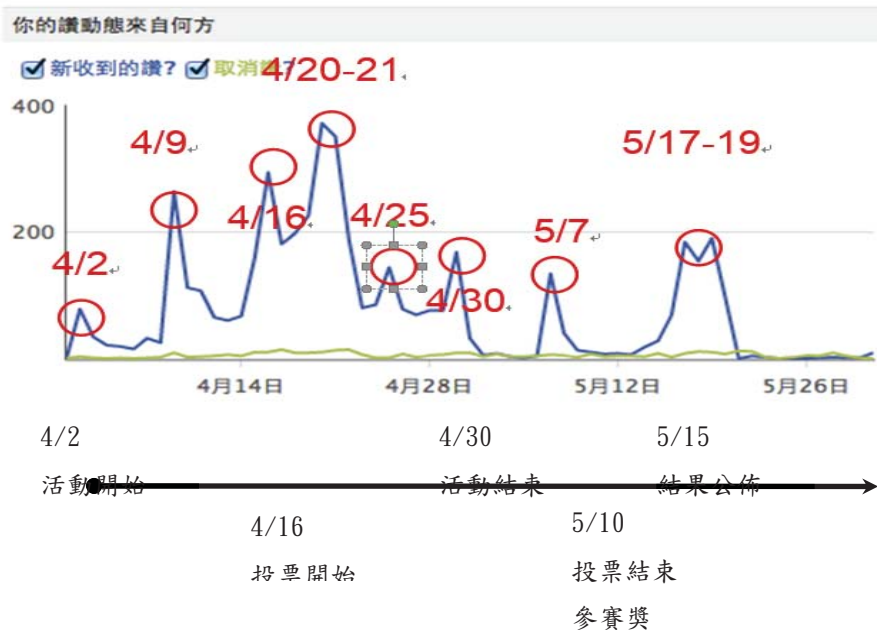 你的讚動態來自何方
新收到的讚? 取消讚?
4/20-21
400
4/9
5/17-19
4/16
4/25
5/7
200
4/2
4/30
4月14日
4月28日
5月12日
5月26日
4/2
4/30
5/15
活動開始
活動結束
結果公佈
4/16
5/10
投票開始
投票結束
參賽獎